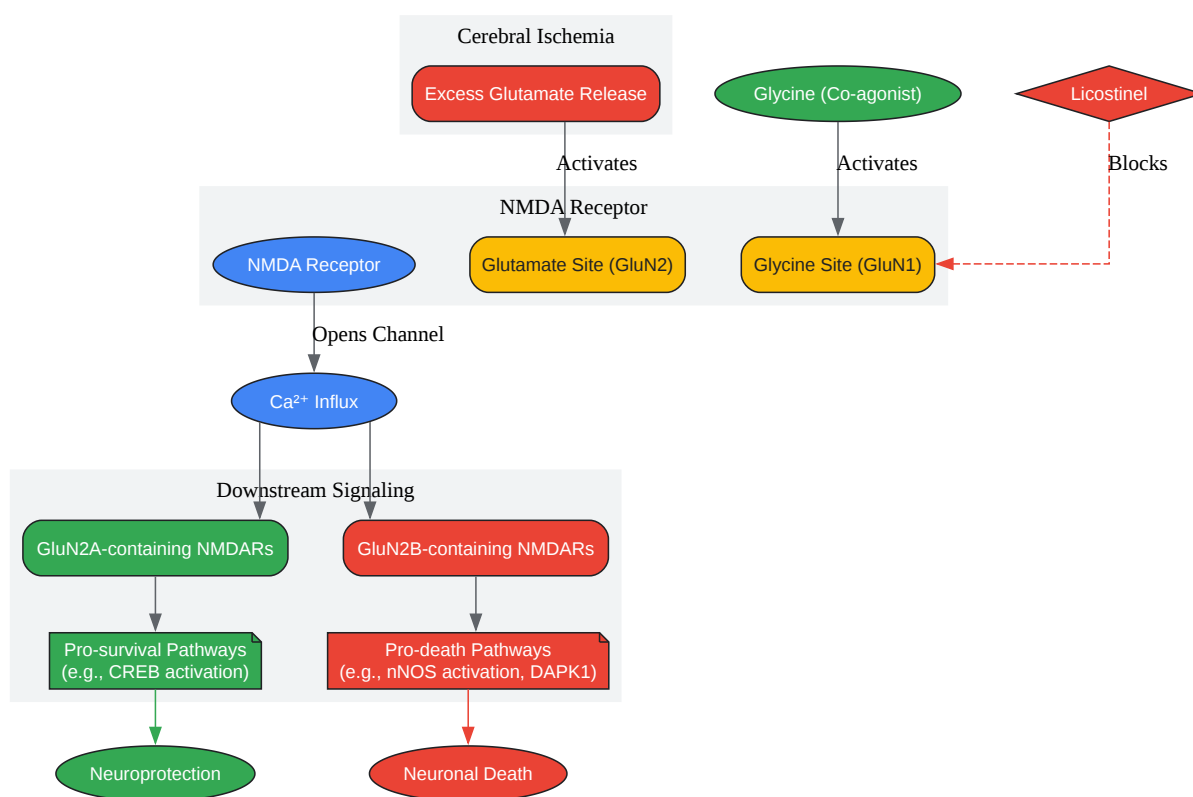 Cerebral Ischemia
Excess Glutamate Release
Glycine (Co-agonist)
Licostinel
Activates
Activates
Blocks
NMDA Receptor
NMDA Receptor
Glutamate Site (GluN2)
Glycine Site (GluN1)
Opens Channel
Ca²⁺ Influx
Downstream Signaling
GluN2A-containing NMDARs
GluN2B-containing NMDARs
Pro-survival Pathways
(e.g., CREB activation)
Pro-death Pathways
(e.g., nNOS activation, DAPK1)
Neuroprotection
Neuronal Death